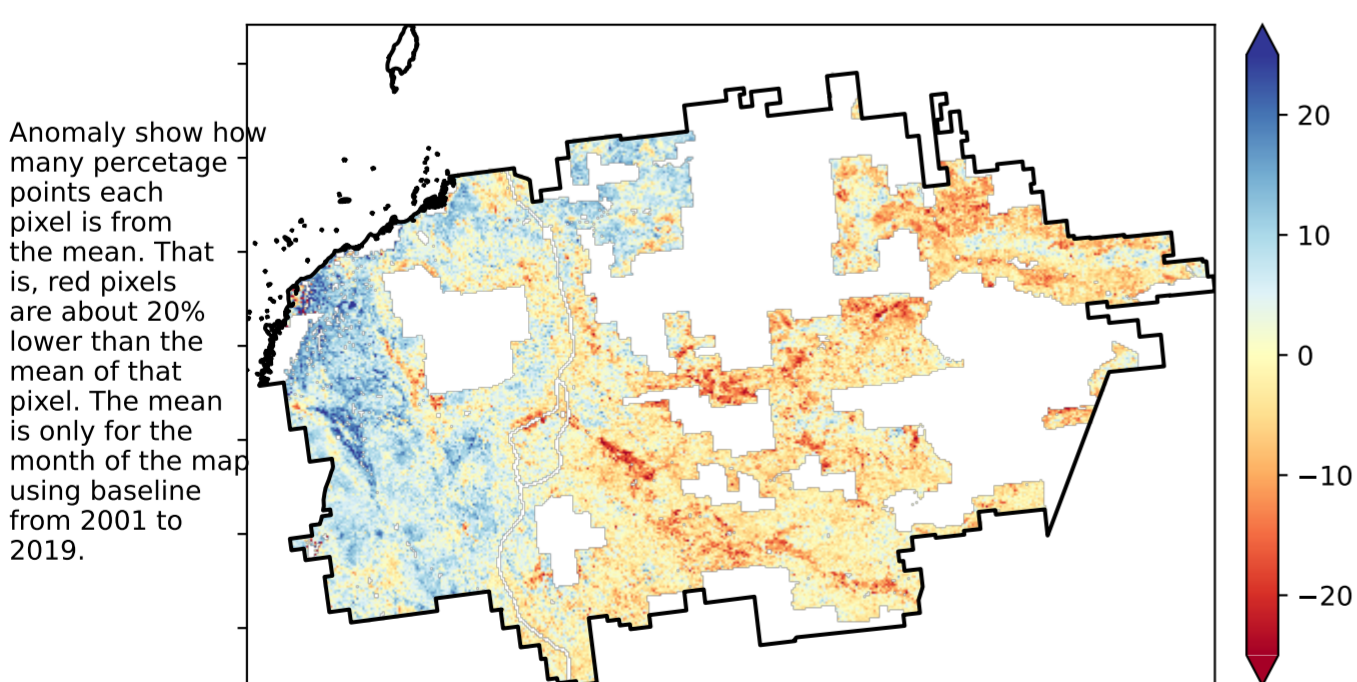 Anomaly show how
many percetage
points each
pixel is from
the mean. That
is, red pixels
are about 20%
lower than the
mean of that
pixel. The mean
is only for the
month of the map
using baseline
from 2001 to
2019.
20
10
0
−10
−20